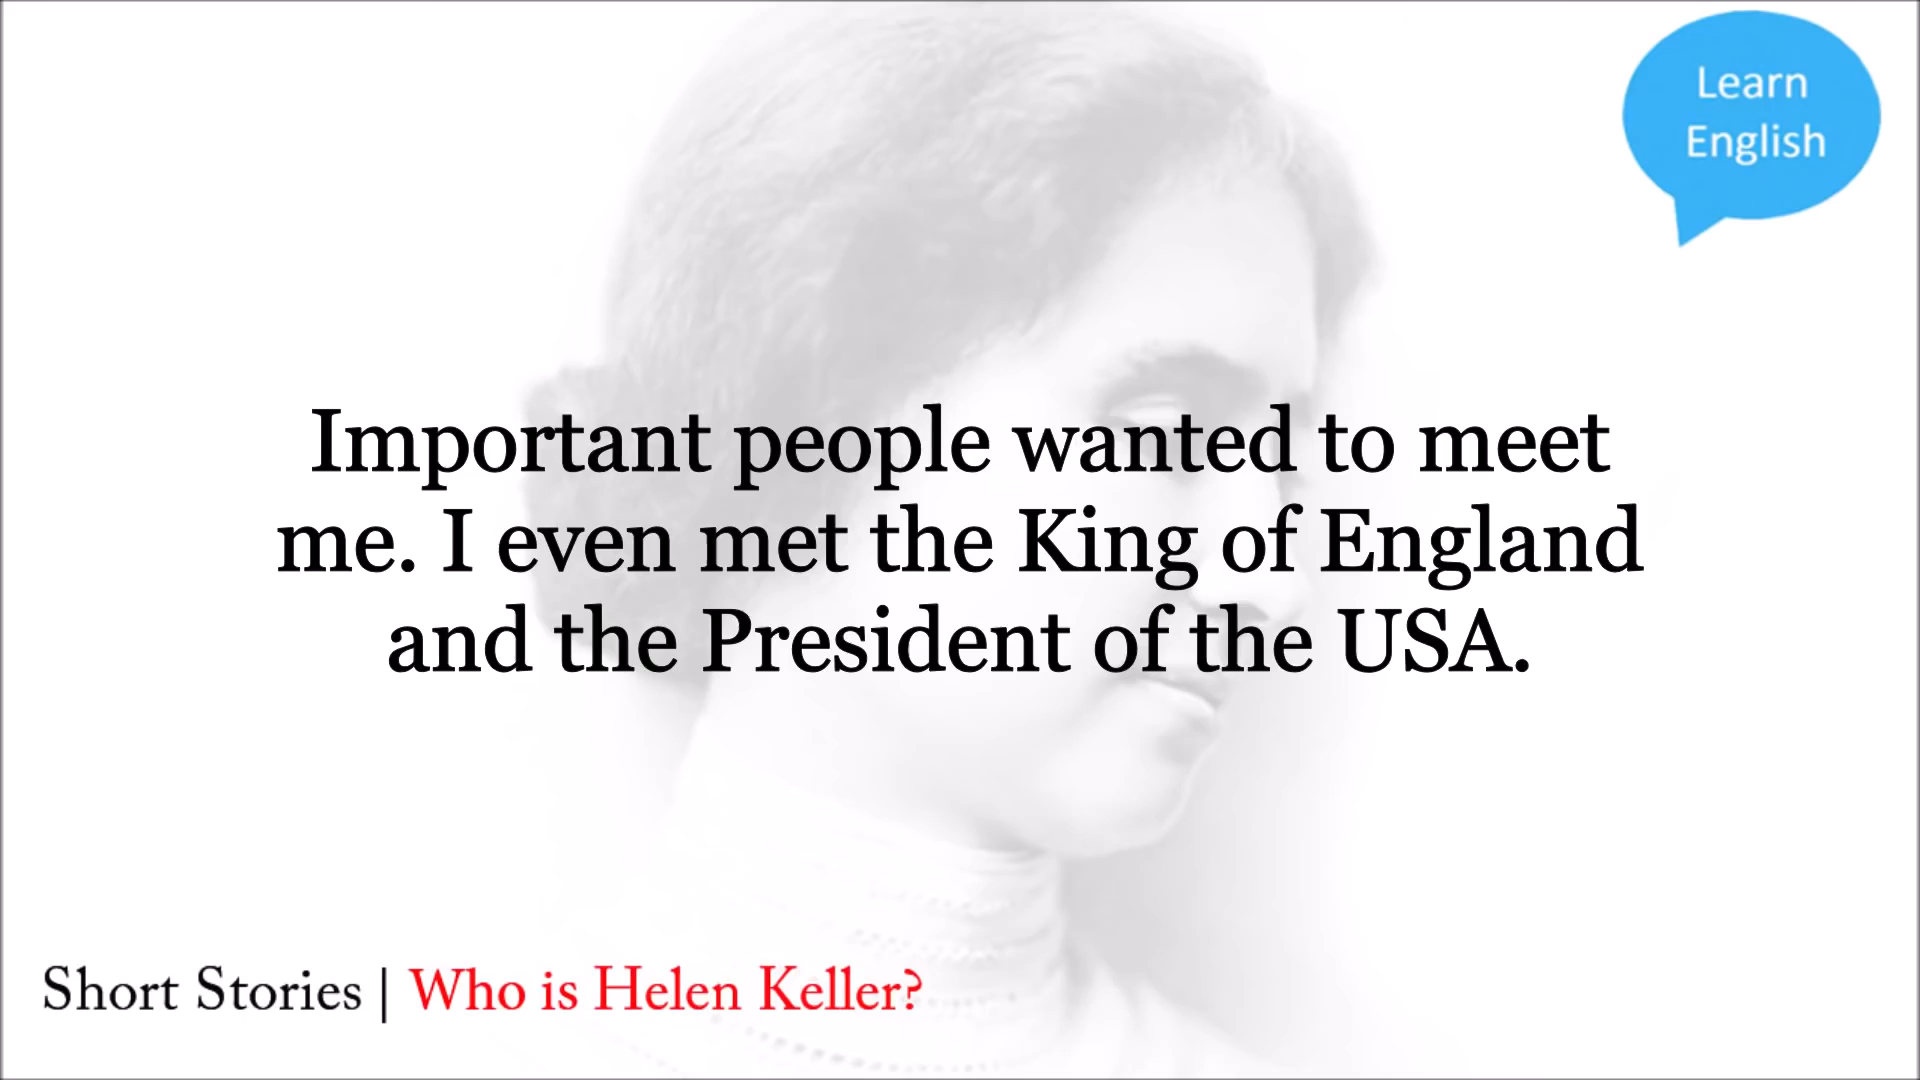 Learn
English
Important people wanted to meet
me. I even met the King of England
and the President of the USA.
Short Stories | Who is Helen Keller?